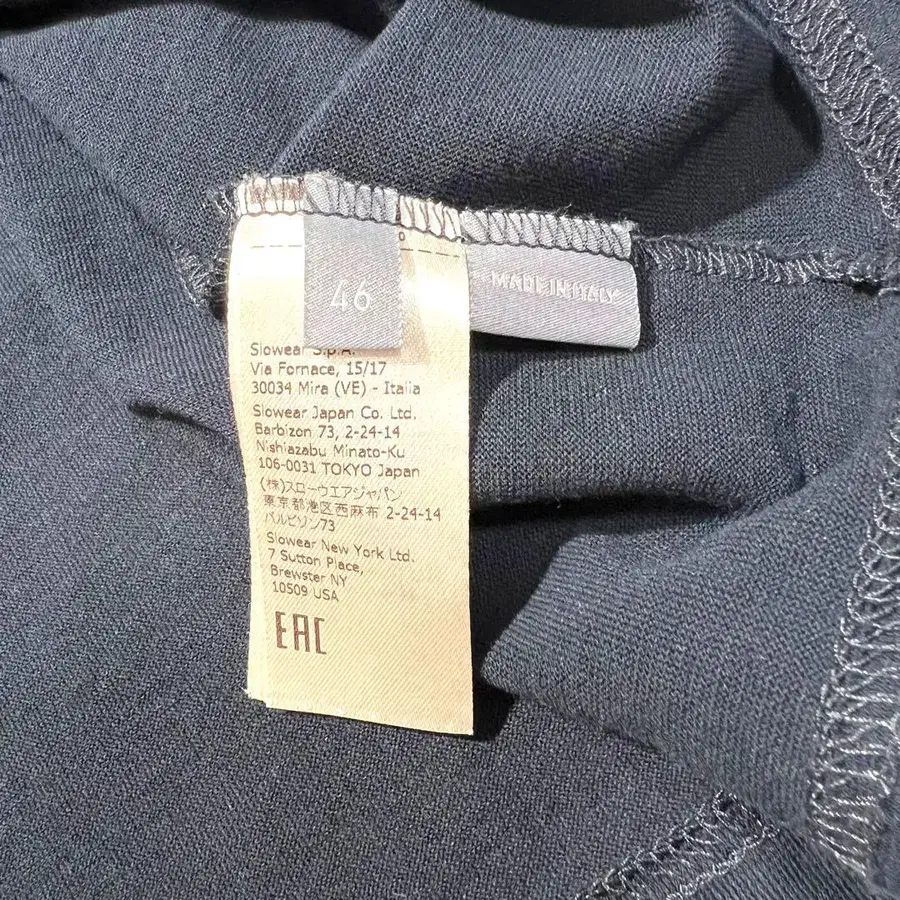 46
MADE IN ITALY
Slowear S.p.A.
Via Fornace, 15/17
30034 Mira (VE) - Italia
Slowear Japan Co. Ltd.
Barbizon 73, 2-24-14
Nishiazabu Minato-Ku
106-0031 TOKYO Japan
(株)スローウエアジャパン
東京都港区西麻布 2-24-14
バルビゾン73
Slowear New York Ltd.
7 Sutton Place,
Brewster NY
10509 USA
EAC